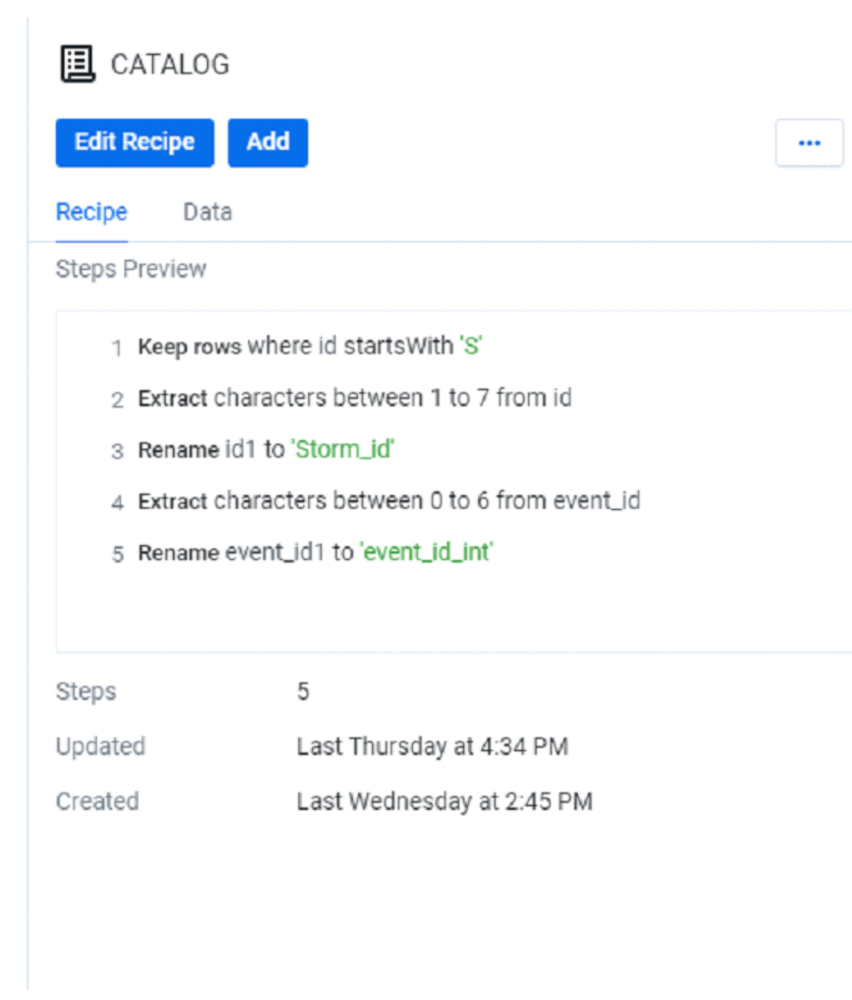 CATALOG
Edit Recipe Add ...
Recipe Data
Steps Preview
1 Keep rows where id startsWith 'S'
2 Extract characters between 1 to 7 from id
3 Rename id1 to 'Storm_id'
4 Extract characters between 0 to 6 from event_id
5 Rename event_id1 to 'event_id_int'
Steps 5
Updated Last Thursday at 4:34 PM
Created Last Wednesday at 2:45 PM